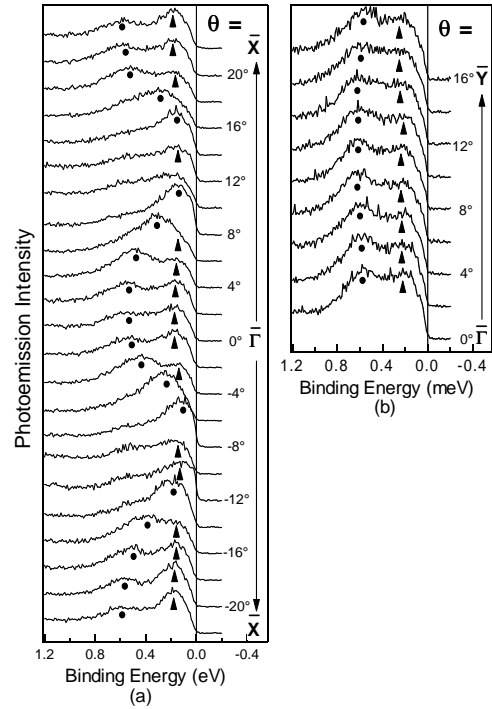 θ =
X̄
20°
16°
12°
8°
4°
0° Γ̄
-4°
-8°
-12°
-16°
-20°
X̄
1.2 0.8 0.4 0.0 -0.4
Binding Energy (eV)
(a)
Photoemission Intensity
θ =
16° Ȳ
12°
8°
4°
0° Γ̄
1.2 0.8 0.4 0.0 -0.4
Binding Energy (meV)
(b)